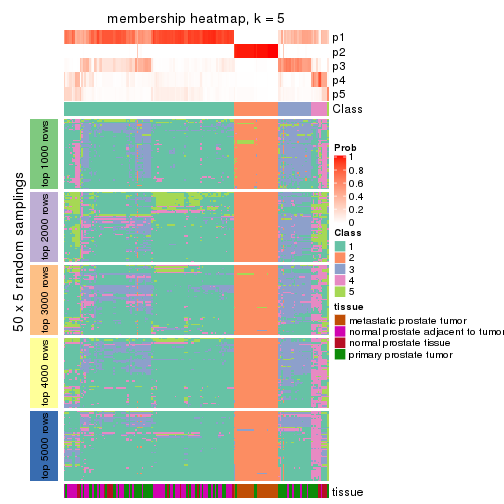 membership heatmap, k = 5
p1
p2
p3
p4
p5
Class
50 x 5 random samplings
top 1000 rows
top 2000 rows
top 3000 rows
top 4000 rows
top 5000 rows
Prob
1
0.8
0.6
0.4
0.2
0
Class
1
2
3
4
5
tissue
metastatic prostate tumor
normal prostate adjacent to tumor
normal prostate tissue
primary prostate tumor
tissue